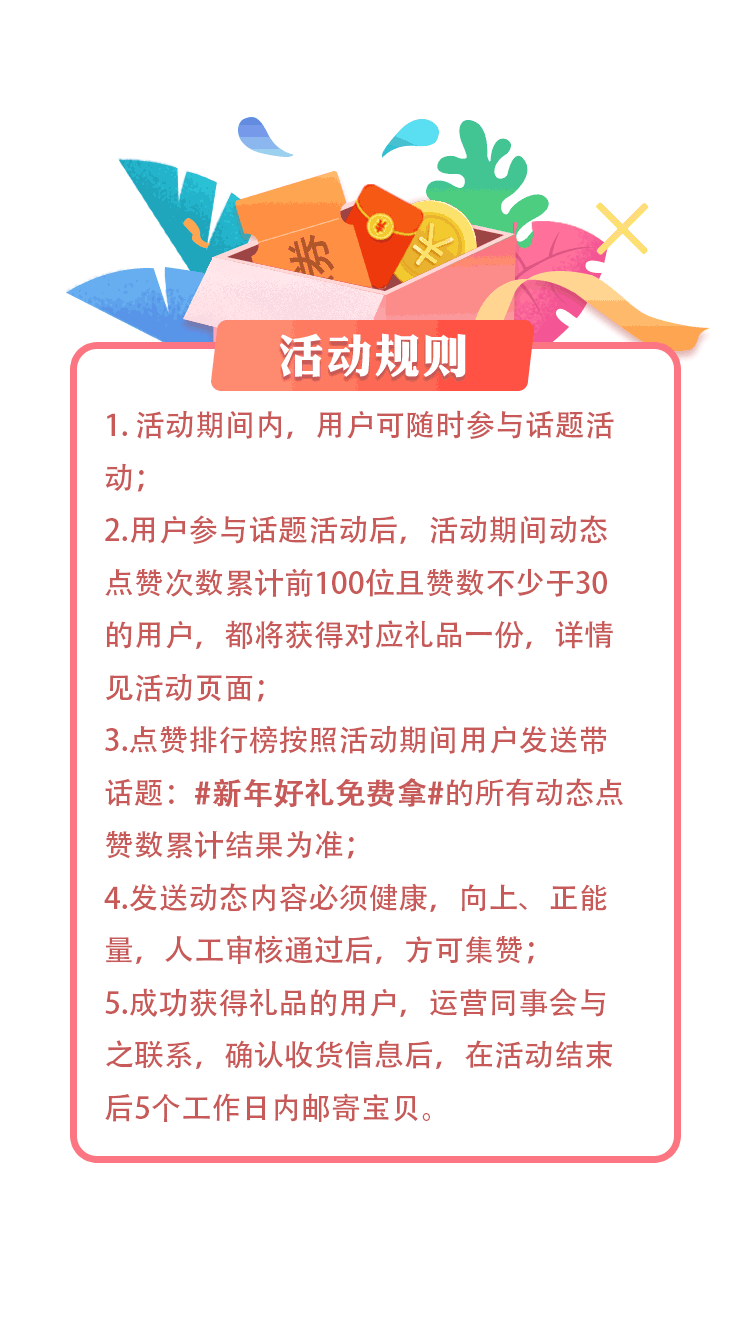 券
活动规则
1. 活动期间内，用户可随时参与话题活
动；
2.用户参与话题活动后，活动期间动态
点赞次数累计前100位且赞数不少于30
的用户，都将获得对应礼品一份，详情
见活动页面；
3.点赞排行榜按照活动期间用户发送带
话题：#新年好礼免费拿#的所有动态点
赞数累计结果为准；
4.发送动态内容必须健康，向上、正能
量，人工审核通过后，方可集赞；
5.成功获得礼品的用户，运营同事会与
之联系，确认收货信息后，在活动结束
后5个工作日内邮寄宝贝。